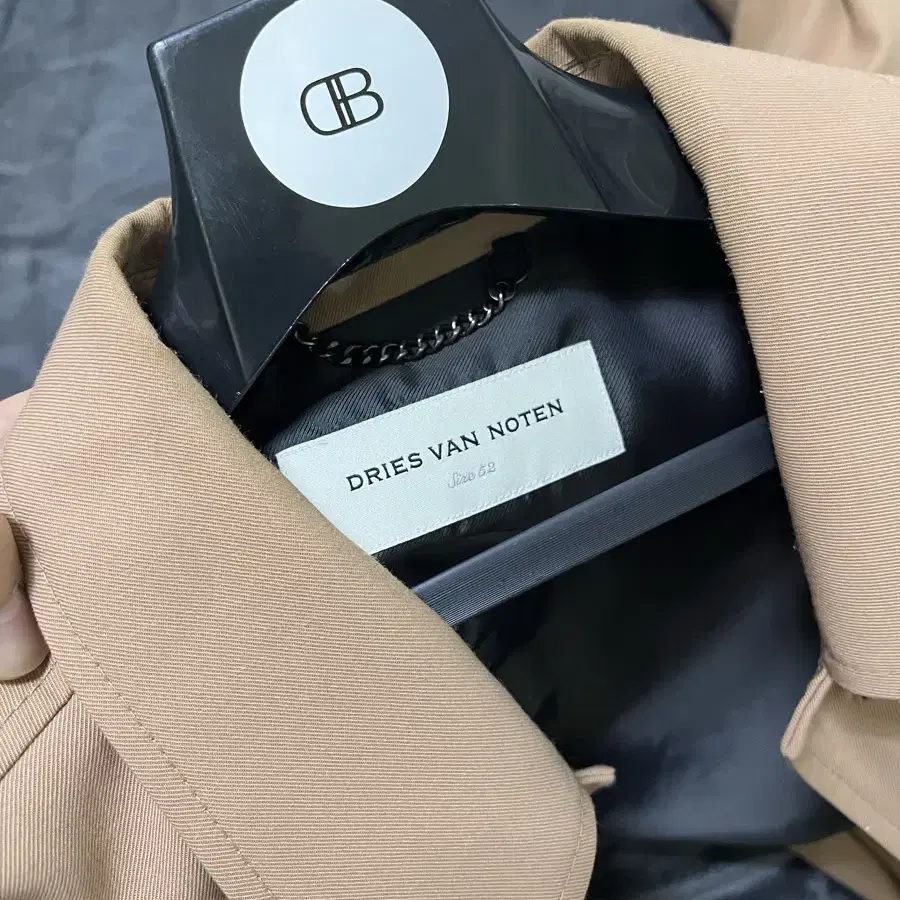 DB
DRIES VAN NOTEN
Size 52